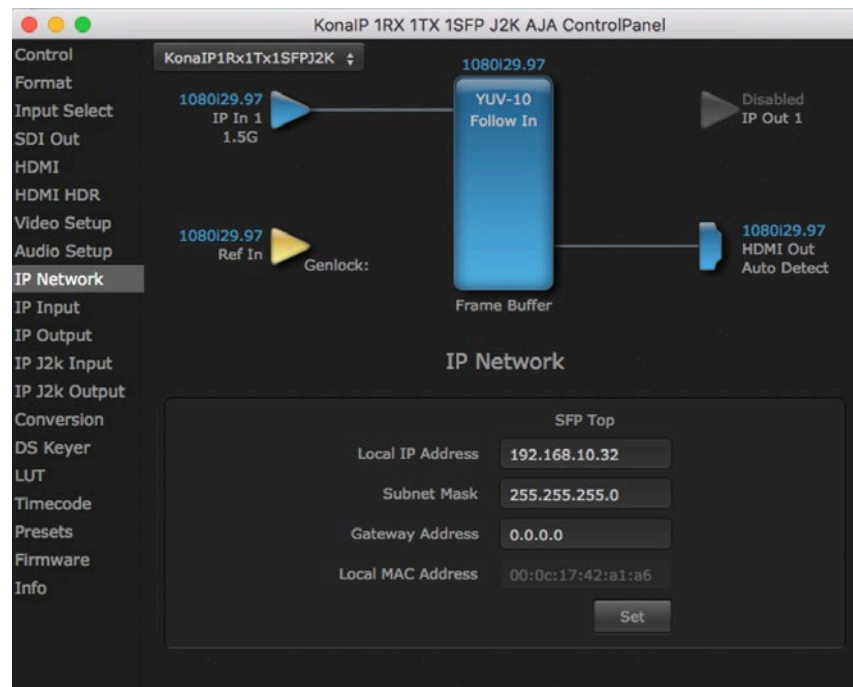 KonaIP 1RX 1TX 1SFP J2K AJA ControlPanel
Control
Format
Input Select
SDI Out
HDMI
HDMI HDR
Video Setup
Audio Setup
IP Network
IP Input
IP Output
IP J2k Input
IP J2k Output
Conversion
DS Keyer
LUT
Timecode
Presets
Firmware
Info
KonaIP1Rx1Tx1SFPJ2K
1080i29.97
IP In 1
1.5G
1080i29.97
Ref In
Genlock:
1080i29.97
YUV-10
Follow In
Frame Buffer
Disabled
IP Out 1
1080i29.97
HDMI Out
Auto Detect
IP Network
SFP Top
Local IP Address 192.168.10.32
Subnet Mask 255.255.255.0
Gateway Address 0.0.0.0
Local MAC Address 00:0c:17:42:a1:a6
Set